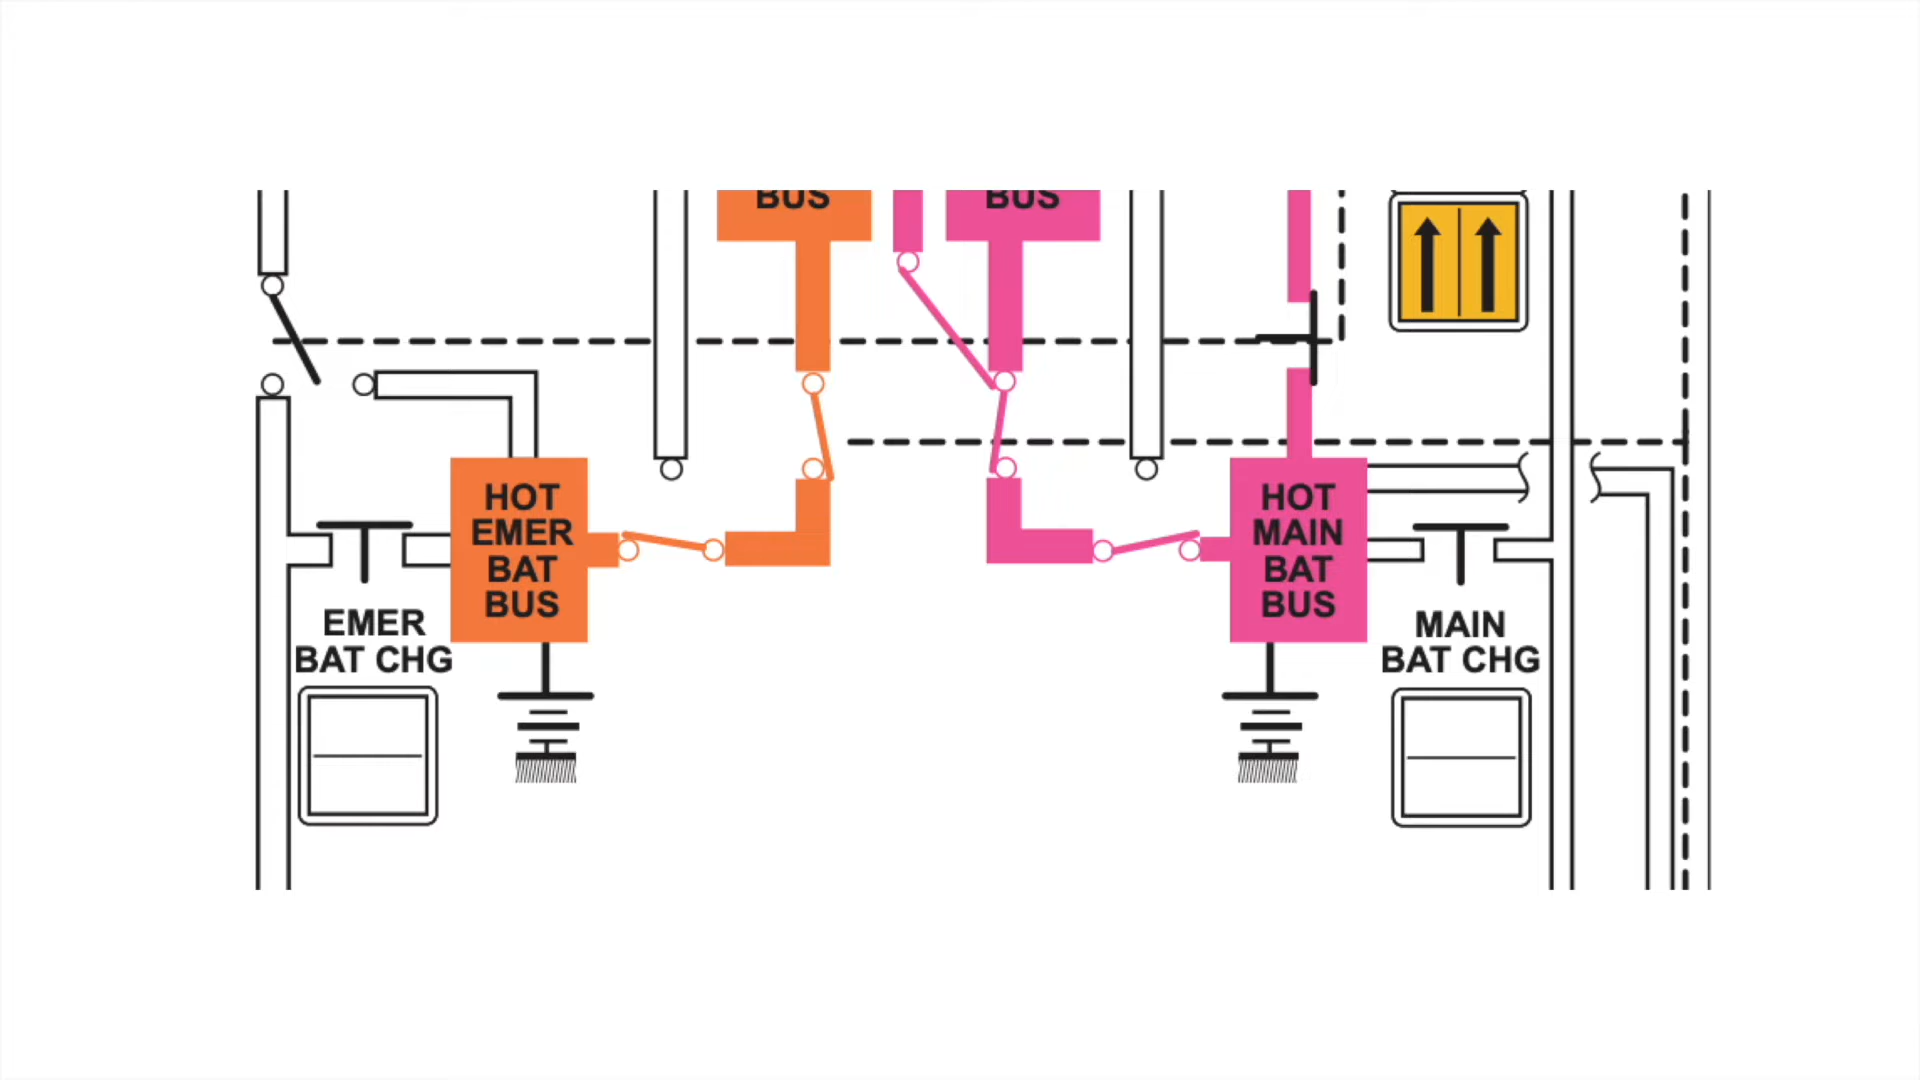 BUS
BUS
HOT
EMER
BAT
BUS
HOT
MAIN
BAT
BUS
EMER
BAT CHG
MAIN
BAT CHG